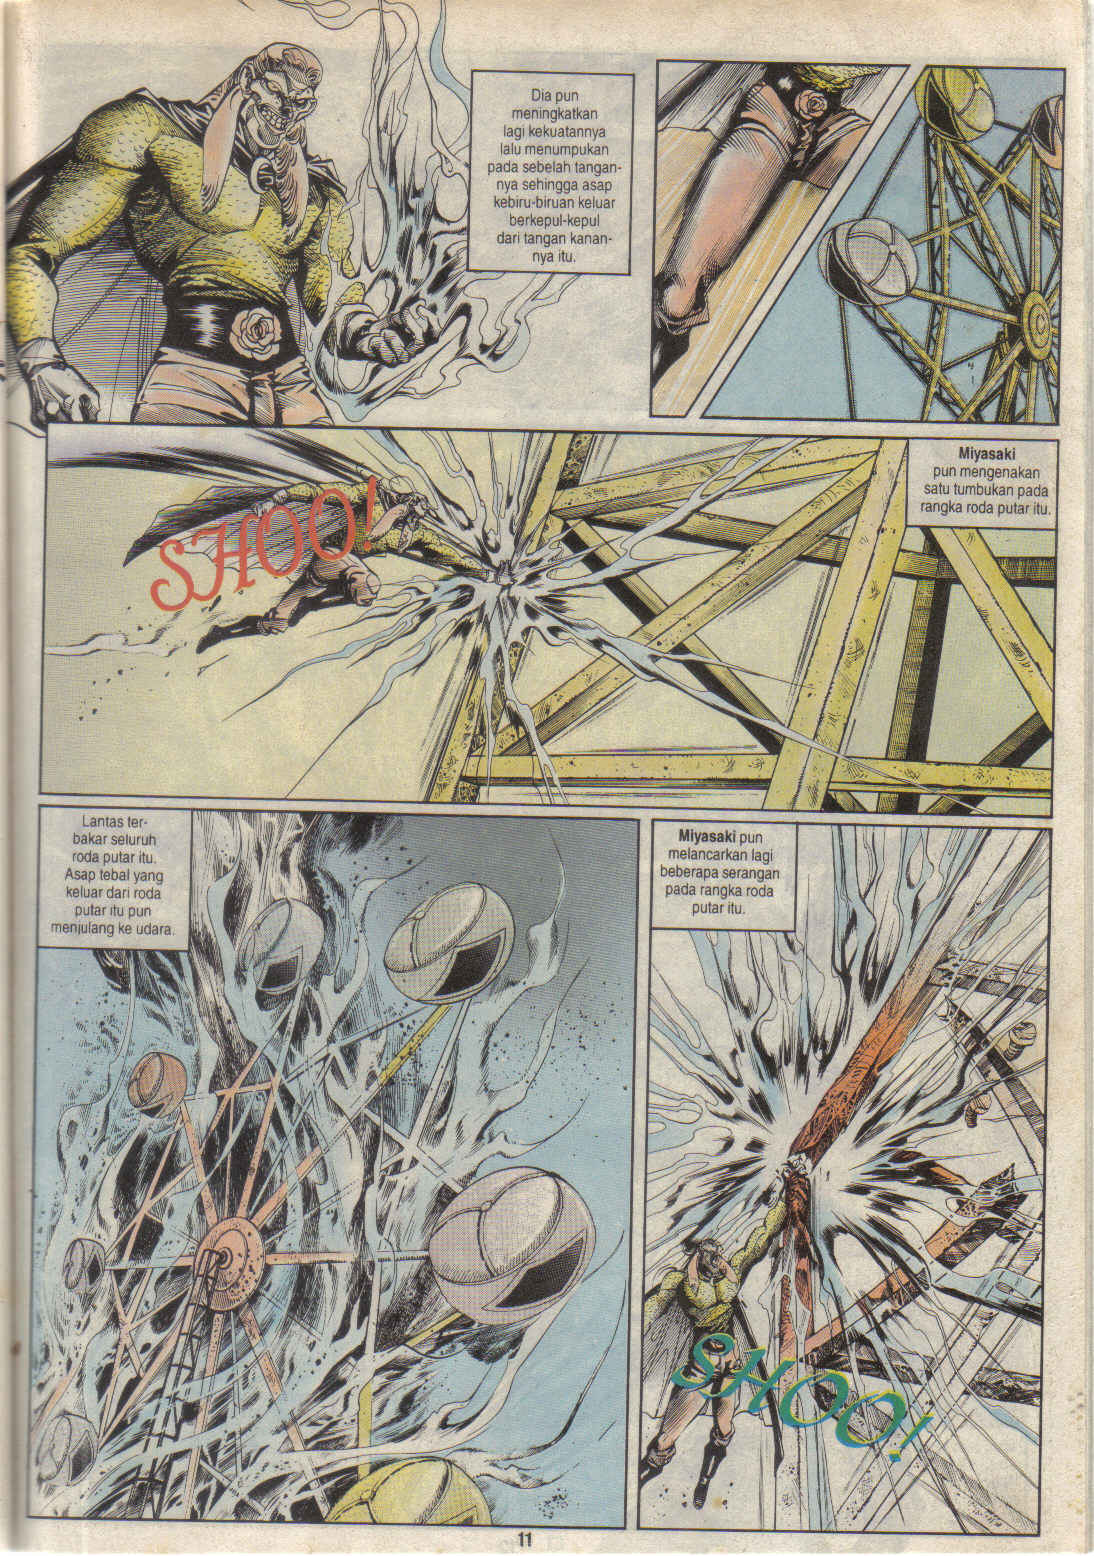 Dia pun
meningkatkan
lagi kekuatannya
lalu menumpukan
pada sebelah tangan-
nya sehingga asap
kebiru-biruan keluar
berkepul-kepul
dari tangan kanan-
nya itu.
Miyasaki
pun mengenakan
satu tumbukan pada
rangka roda putar itu.
SHOO!
Lantas ter-
bakar seluruh
roda putar itu.
Asap tebal yang
keluar dari roda
putar itu pun
menjulang ke udara.
Miyasaki pun
melancarkan lagi
beberapa serangan
pada rangka roda
putar itu.
SHOO!
11